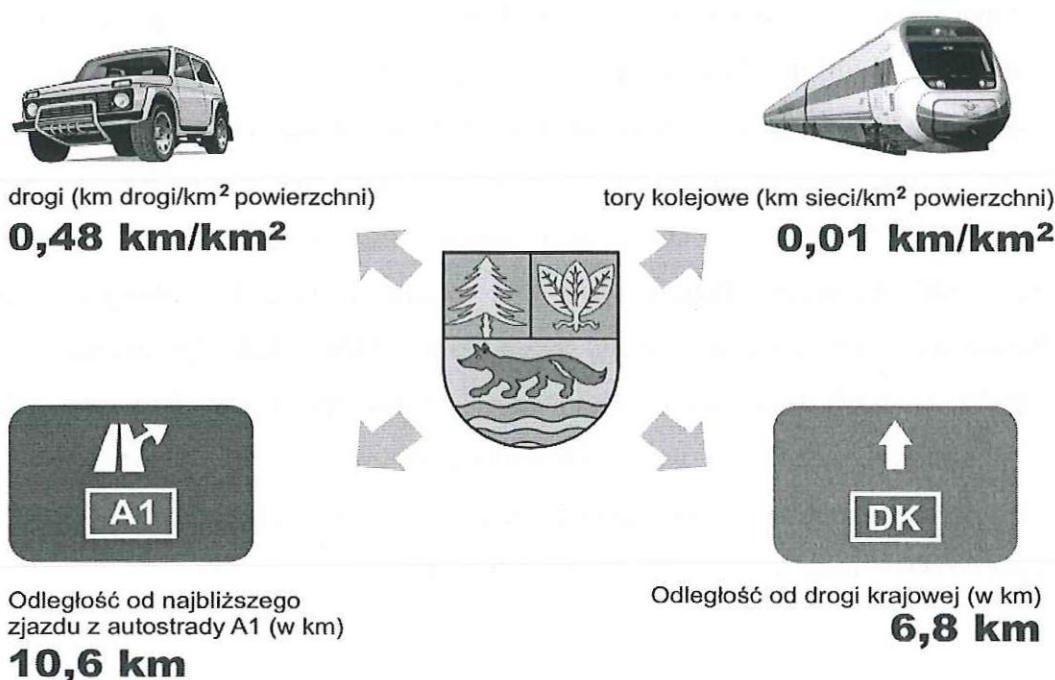 drogi (km drogi/km² powierzchni)
0,48 km/km²
tory kolejowe (km sieci/km² powierzchni)
0,01 km/km²
A1
Odległość od najbliższego
zjazdu z autostrady A1 (w km)
10,6 km
DK
Odległość od drogi krajowej (w km)
6,8 km